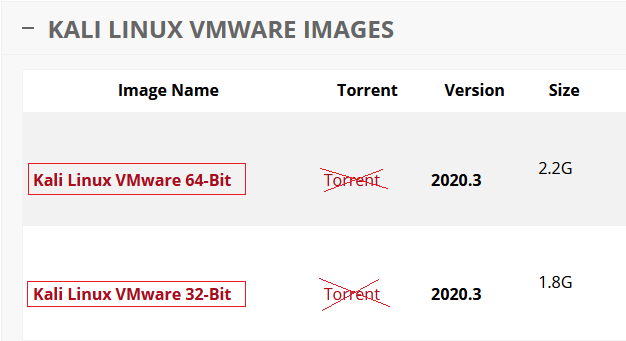 — KALI LINUX VMWARE IMAGES
Image Name Torrent Version Size
Kali Linux VMware 64-Bit Torrent 2020.3 2.2G
Kali Linux VMware 32-Bit Torrent 2020.3 1.8G